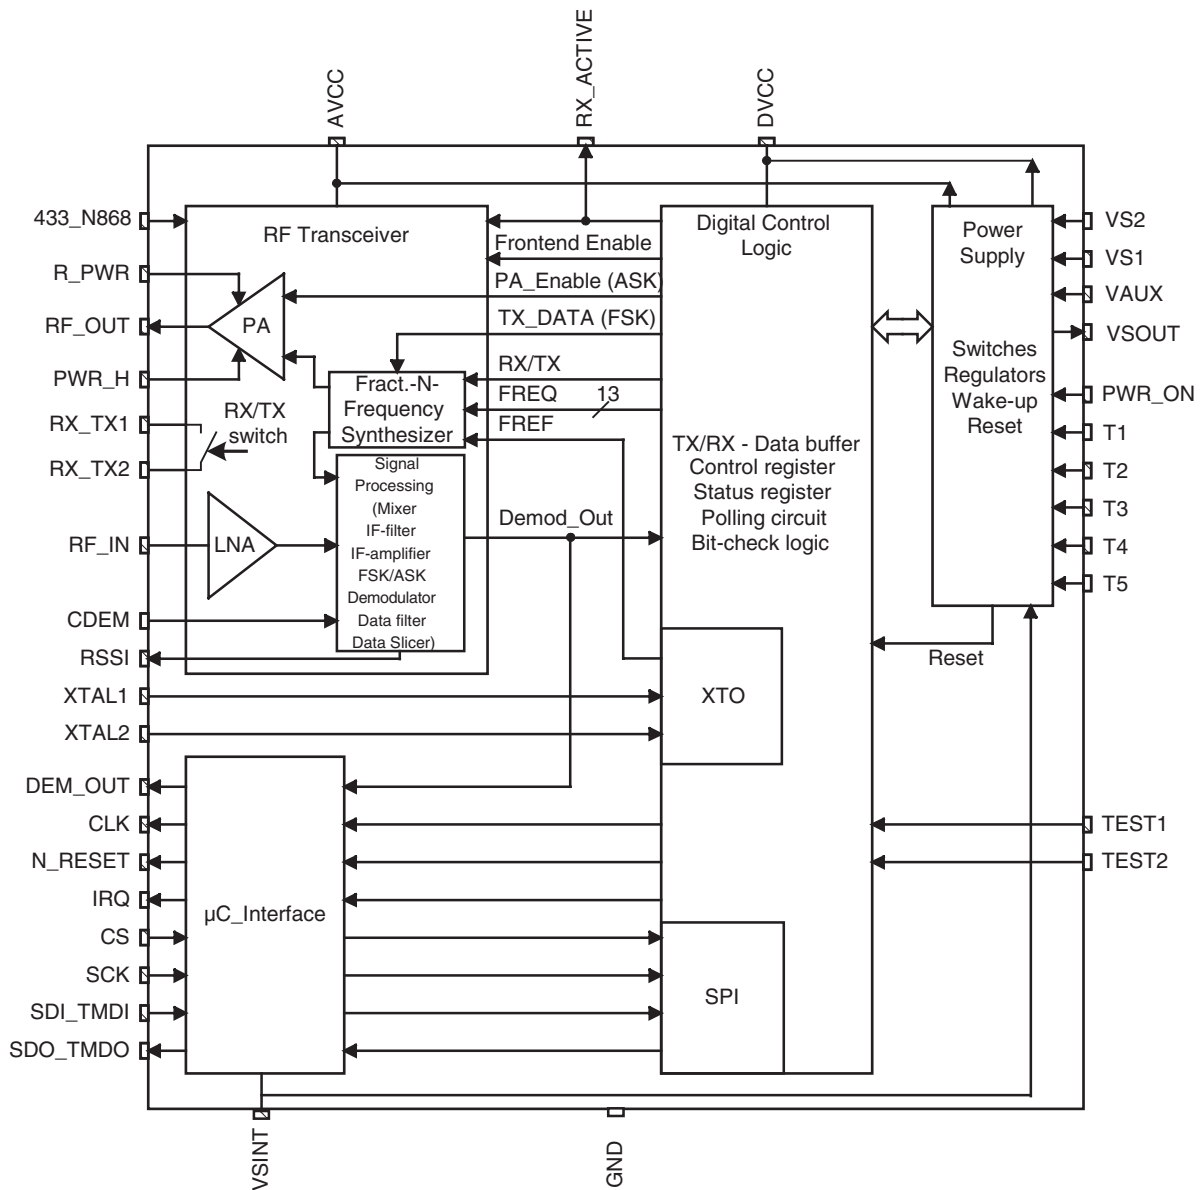 AVCC
RX_ACTIVE
DVCC
433_N868
R_PWR
RF_OUT
PWR_H
RX_TX1
RX_TX2
RF_IN
CDEM
RSSI
XTAL1
XTAL2
DEM_OUT
CLK
N_RESET
IRQ
CS
SCK
SDI_TMDI
SDO_TMDO
RF Transceiver
PA
RX/TX
switch
LNA
Fract.-N-
Frequency
Synthesizer
Signal
Processing
(Mixer
IF-filter
IF-amplifier
FSK/ASK
Demodulator
Data filter
Data Slicer)
Frontend Enable
PA_Enable (ASK)
TX_DATA (FSK)
RX/TX
FREQ
13
FREF
Demod_Out
Digital Control
Logic
TX/RX - Data buffer
Control register
Status register
Polling circuit
Bit-check logic
XTO
SPI
µC_Interface
Power
Supply
Switches
Regulators
Wake-up
Reset
Reset
VS2
VS1
VAUX
VSOUT
PWR_ON
T1
T2
T3
T4
T5
TEST1
TEST2
VSINT
GND